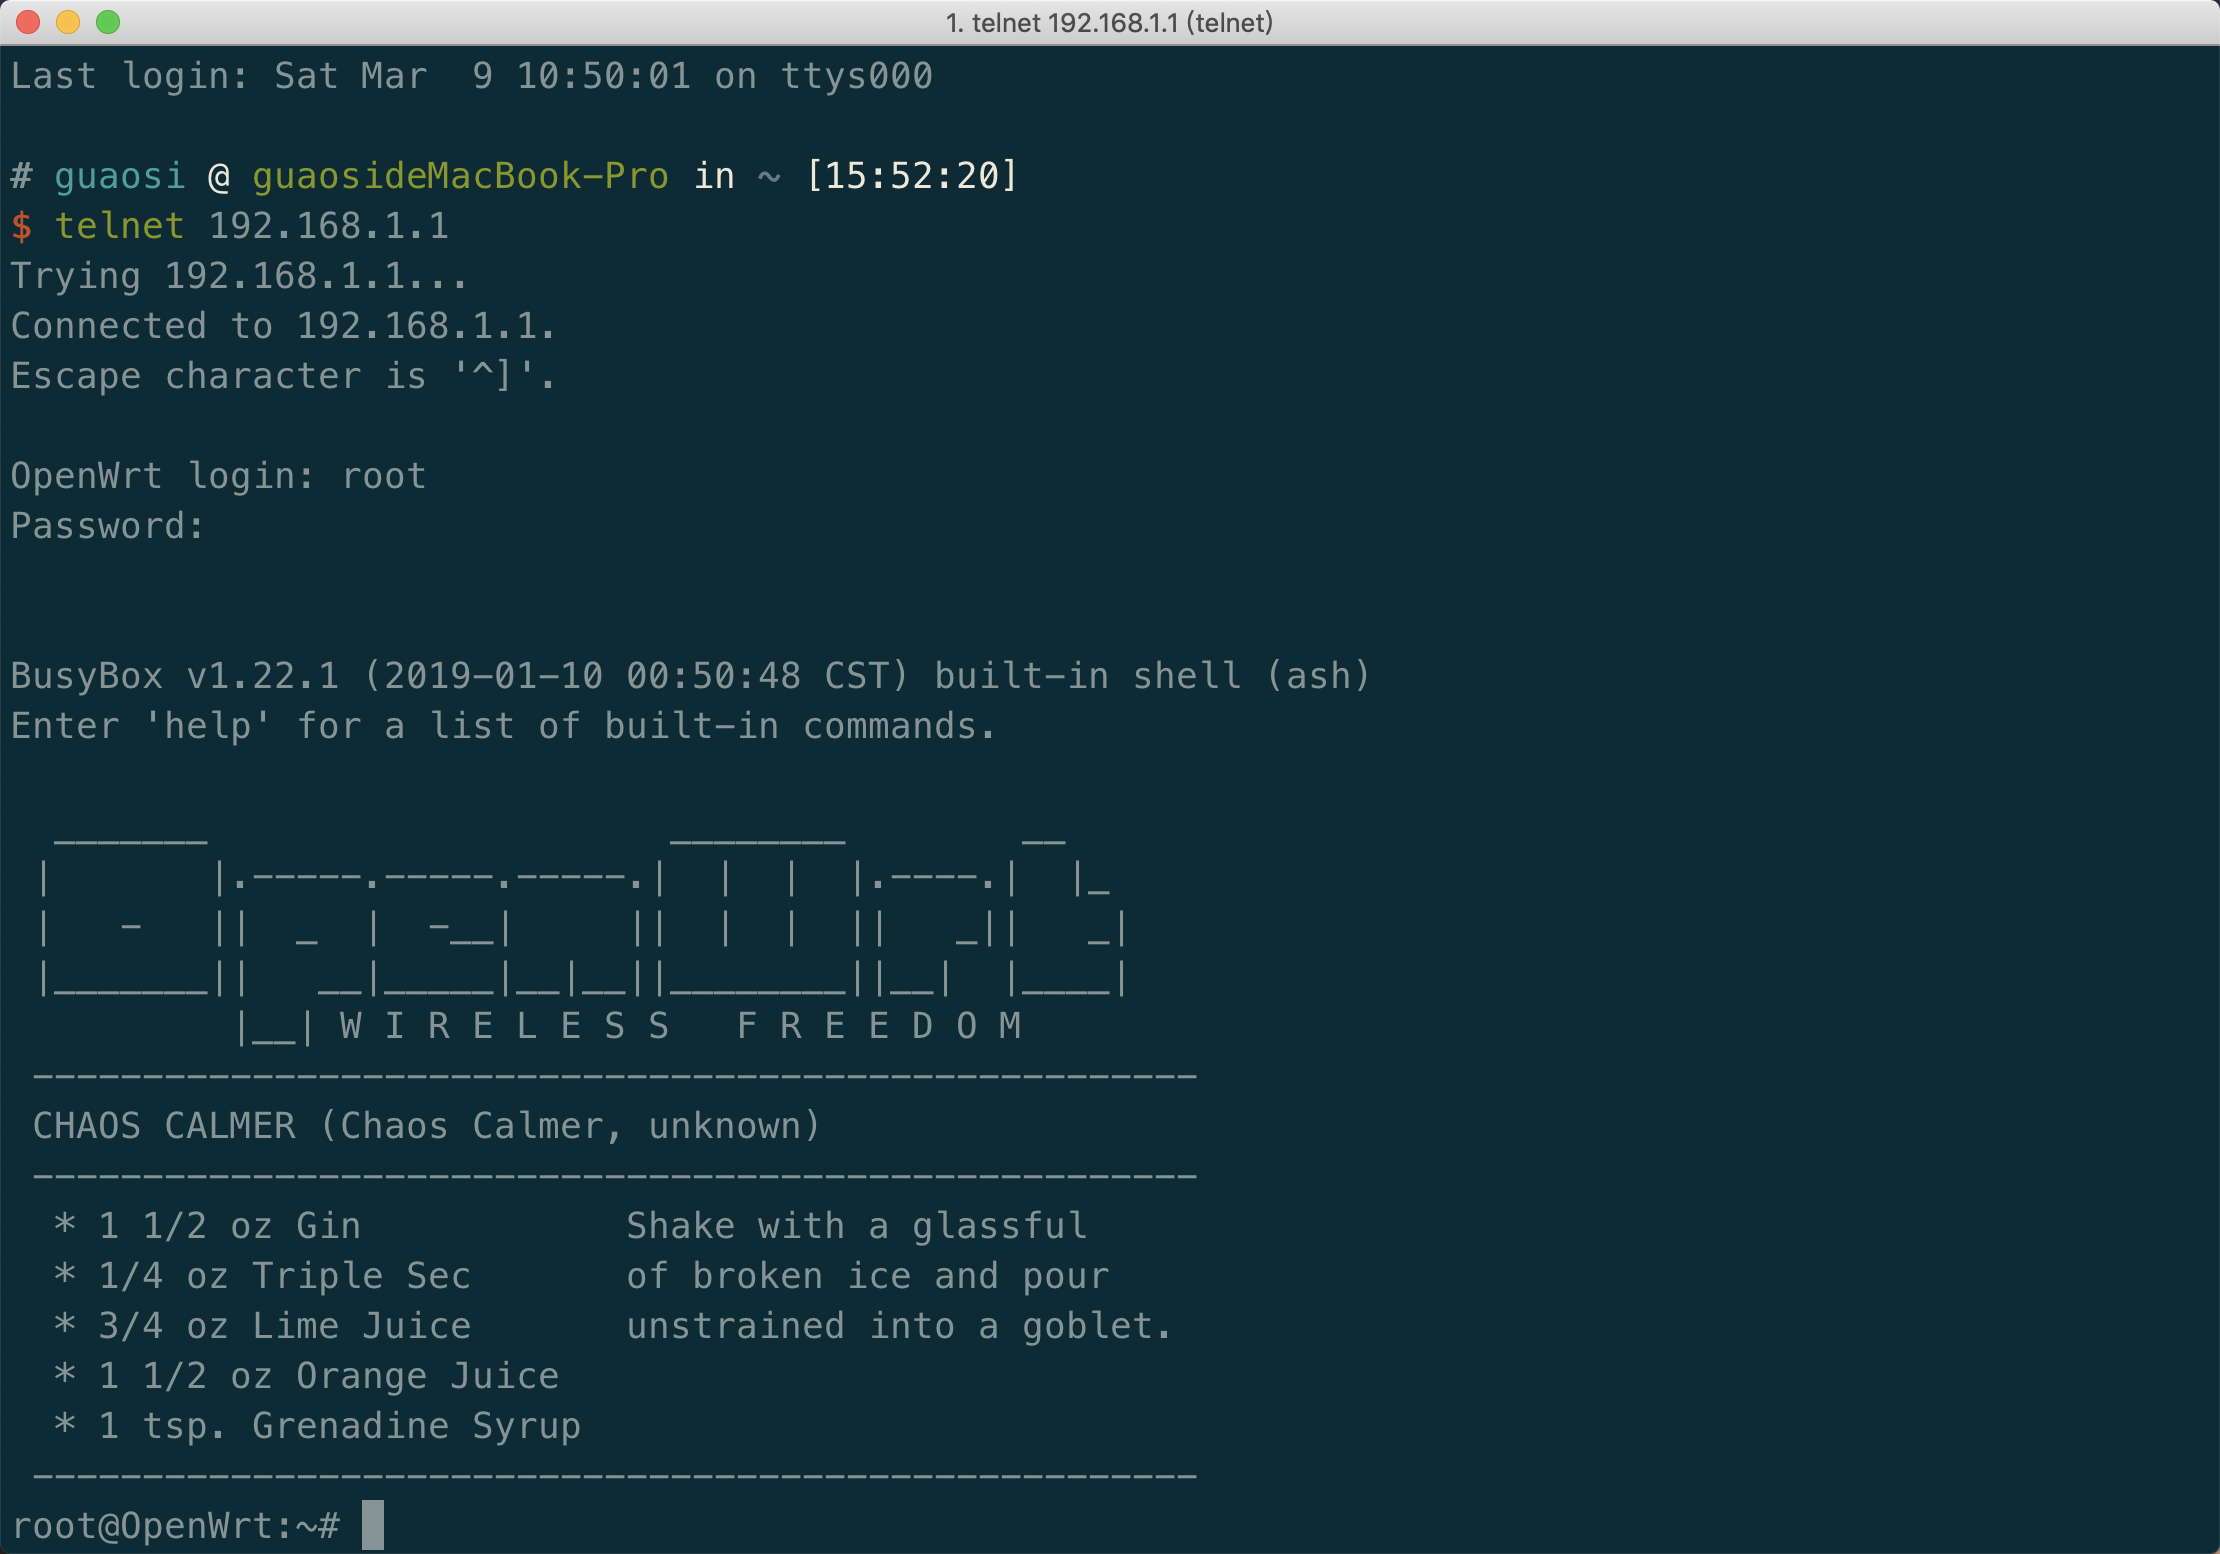 1. telnet 192.168.1.1 (telnet)
Last login: Sat Mar  9 10:50:01 on ttys000
# guaosi @ guaosideMacBook-Pro in ~ [15:52:20]
$ telnet 192.168.1.1
Trying 192.168.1.1...
Connected to 192.168.1.1.
Escape character is '^]'.
OpenWrt login: root
Password:
BusyBox v1.22.1 (2019-01-10 00:50:48 CST) built-in shell (ash)
Enter 'help' for a list of built-in commands.
  _______                     ________        __
 |       |.-----.-----.-----.|  |  |  |.----.|  |_
 |   -   ||  _  |  -__|     ||  |  |  ||   _||   _|
 |_______||   __|_____|__|__||________||__|  |____|
          |__| W I R E L E S S   F R E E D O M
 -----------------------------------------------------
 CHAOS CALMER (Chaos Calmer, unknown)
 -----------------------------------------------------
  * 1 1/2 oz Gin            Shake with a glassful
  * 1/4 oz Triple Sec       of broken ice and pour
  * 3/4 oz Lime Juice       unstrained into a goblet.
  * 1 1/2 oz Orange Juice
  * 1 tsp. Grenadine Syrup
 -----------------------------------------------------
root@OpenWrt:~#